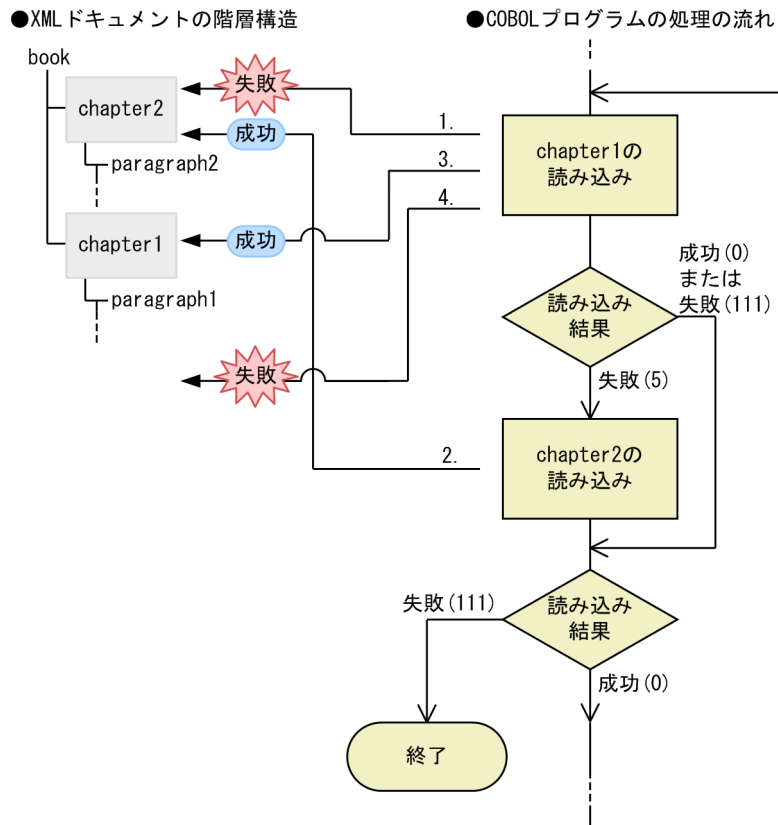 ●XMLドキュメントの階層構造
●COBOLプログラムの処理の流れ
book
失敗
chapter2
1.
成功
chapter1の
読み込み
paragraph2
3.
4.
chapter1
成功
成功(0)
または
失敗(111)
読み込み
結果
paragraph1
失敗
失敗(5)
2.
chapter2の
読み込み
失敗(111)
読み込み
結果
成功(0)
終了